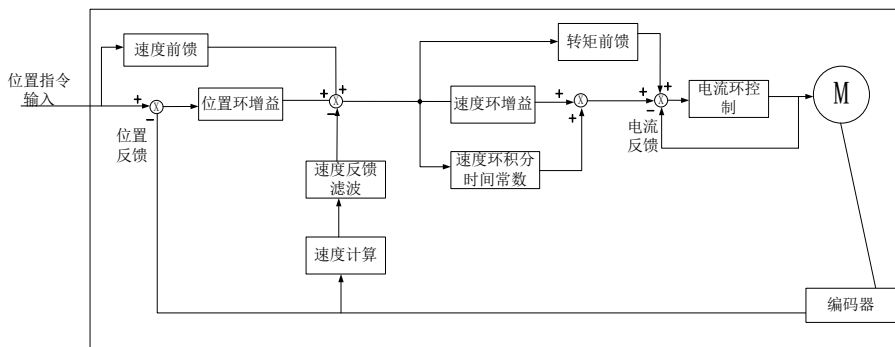 速度前馈
转矩前馈
位置指令
输入
+
+
+
+
+
位置环增益
+
速度环增益
+
+
电流环控
制
M
−
−
−
位置
反馈
+
电流
反馈
速度反馈
滤波
速度环积分
时间常数
速度计算
编码器